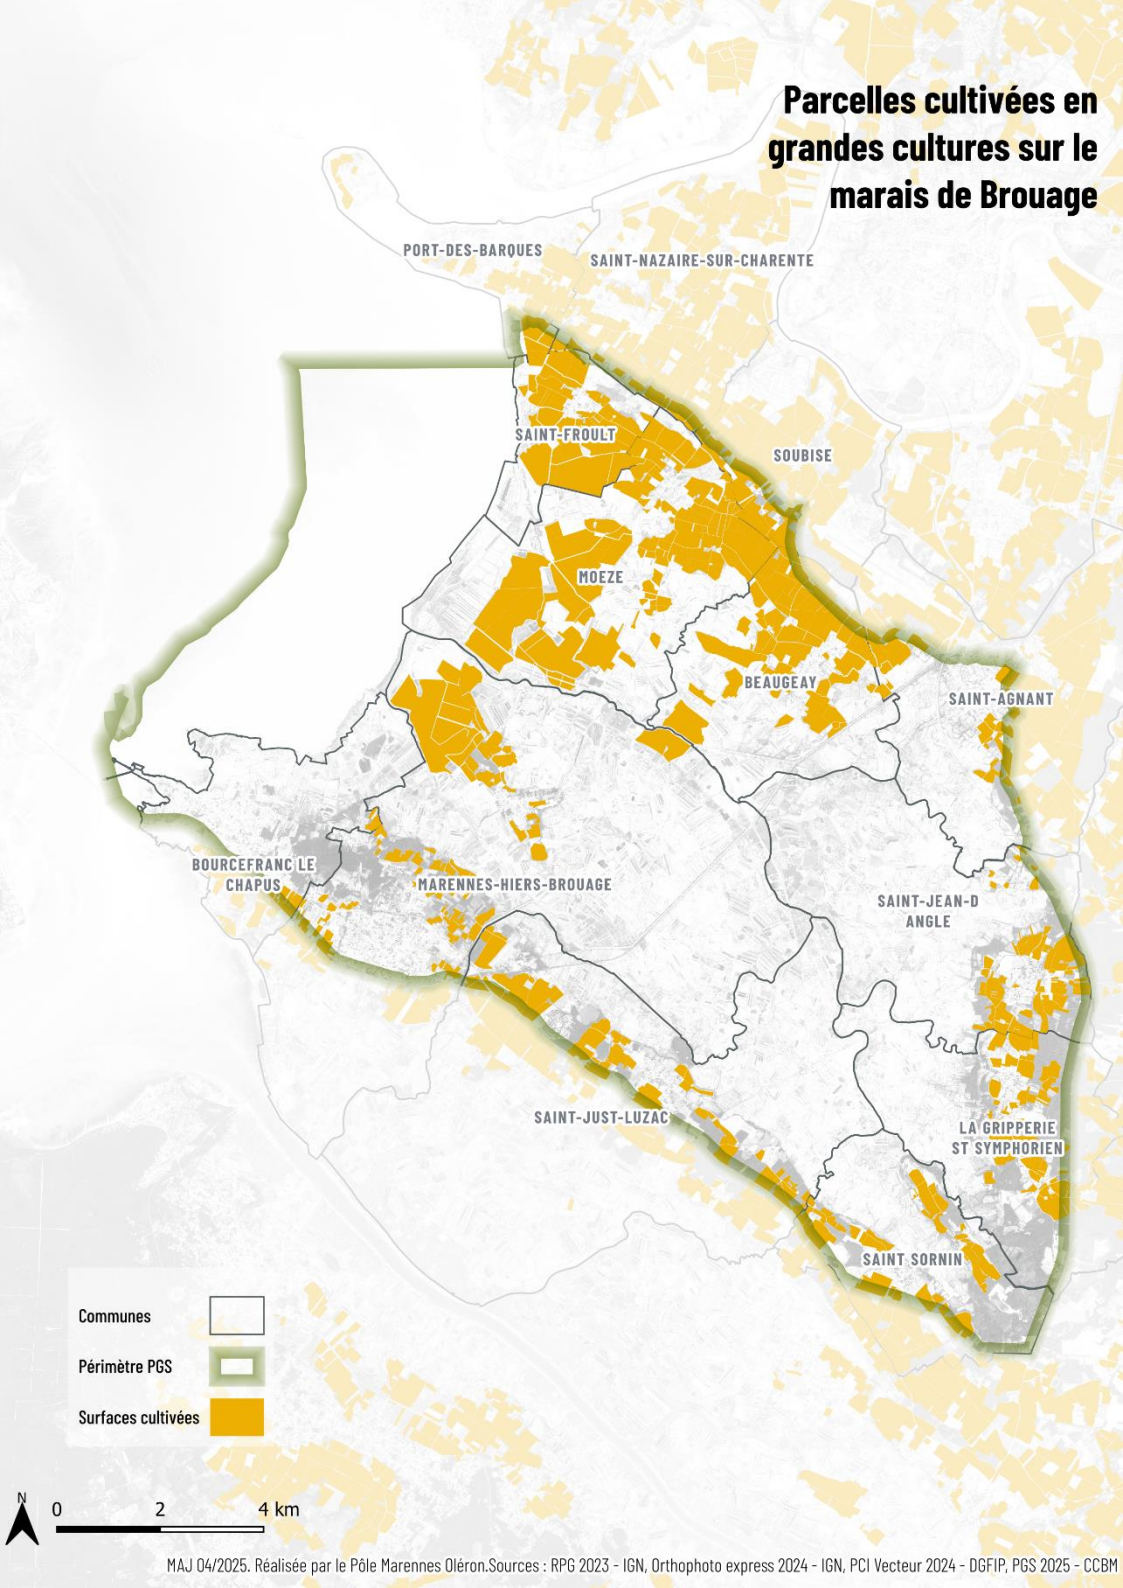 Parcelles cultivées en
grandes cultures sur le
marais de Brouage
PORT-DES-BARQUES
SAINT-NAZAIRE-SUR-CHARENTE
SAINT-FROULT
SOUBISE
MOEZE
BEAUGEAY
SAINT-AGNANT
BOURCEFRANC LE
CHAPUS
MARENNES-HIERS-BROUAGE
SAINT-JEAN-D
ANGLE
SAINT-JUST-LUZAC
LA GRIPPERIE
ST SYMPHORIEN
SAINT SORNIN
Communes
Périmètre PGS
Surfaces cultivées
N
0 2 4 km
MAJ 04/2025. Réalisée par le Pôle Marennes Oléron.Sources : RPG 2023 - IGN, Orthophoto express 2024 - IGN, PCI Vecteur 2024 - DGFIP, PGS 2025 - CCBM